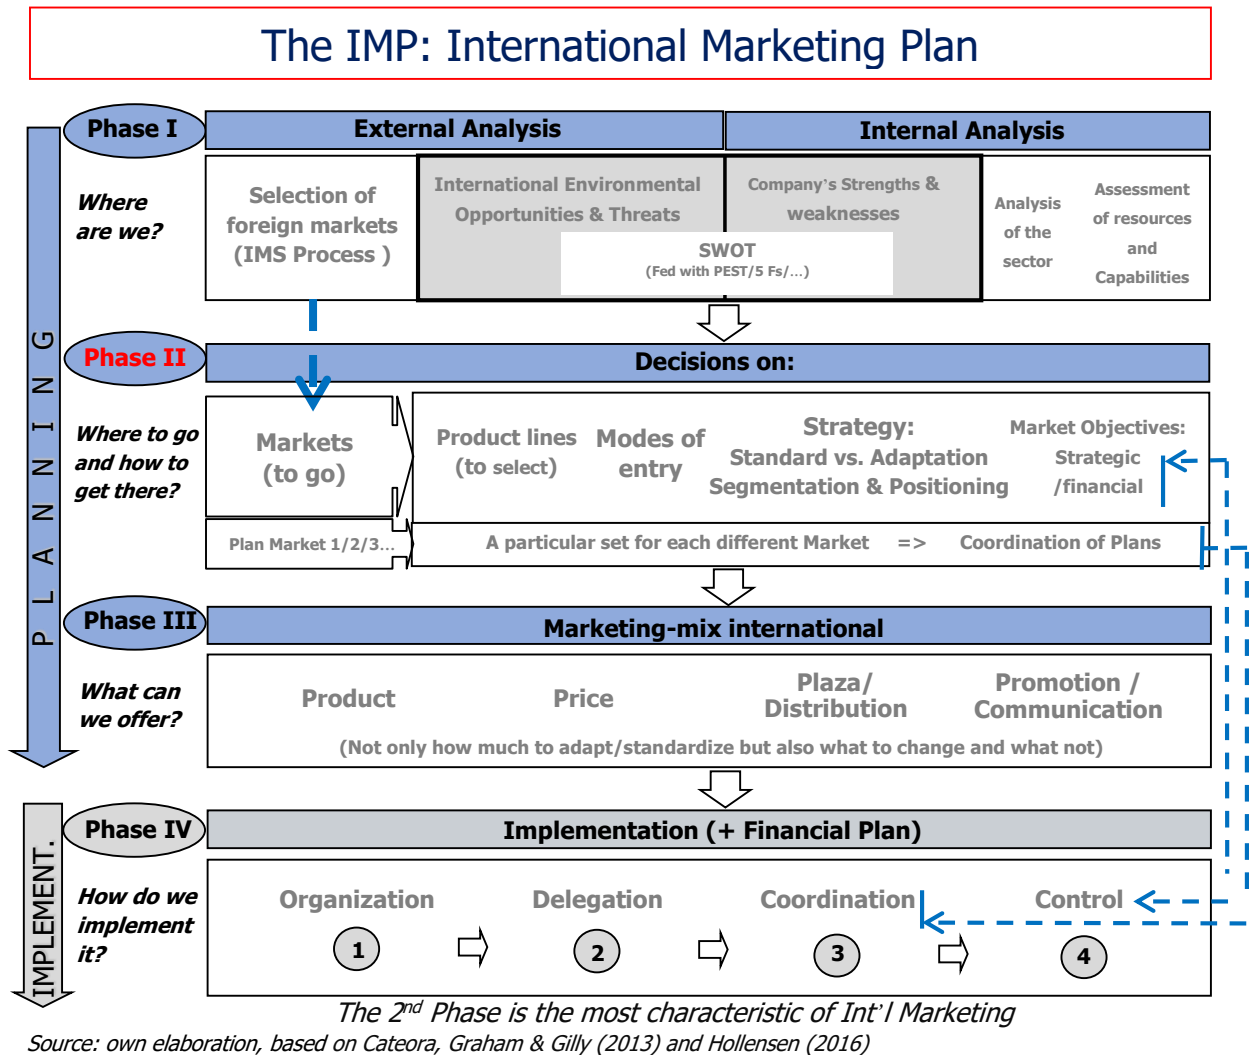 The IMP: International Marketing Plan
Phase I
External Analysis
Internal Analysis
Where
are we?
Selection of
foreign markets
(IMS Process )
International Environmental
Opportunities & Threats
Company's Strengths &
weaknesses
SWOT
(Fed with PEST/5 Fs/...)
Analysis
of the
sector
Assessment
of resources
and
Capabilities
PLANNING
Phase II
Decisions on:
Where to go
and how to
get there?
Markets
(to go)
Product lines
(to select)
Modes of
entry
Strategy:
Standard vs. Adaptation
Segmentation & Positioning
Market Objectives:
Strategic
/financial
Plan Market 1/2/3...
A particular set for each different Market => Coordination of Plans
Phase III
Marketing-mix international
What can
we offer?
Product
Price
Plaza/
Distribution
Promotion /
Communication
(Not only how much to adapt/standardize but also what to change and what not)
IMPLEMENT.
Phase IV
Implementation (+ Financial Plan)
How do we
implement
it?
Organization
Delegation
Coordination
Control
1
2
3
4
The 2nd Phase is the most characteristic of Int'l Marketing
Source: own elaboration, based on Cateora, Graham & Gilly (2013) and Hollensen (2016)